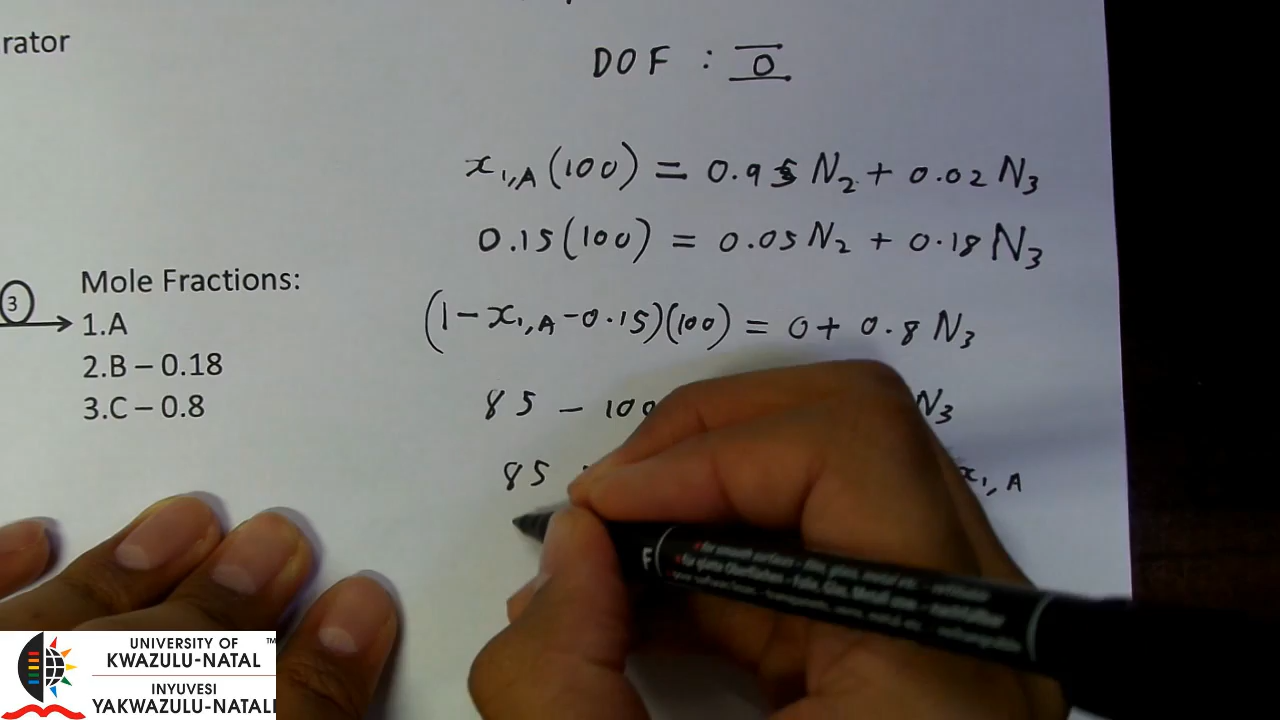 rator
DOF : 0
x1,A (100) = 0.95 N2 + 0.02 N3
0.15 (100) = 0.05 N2 + 0.18 N3
(1 - x1,A - 0.15)(100) = 0 + 0.8 N3
3
Mole Fractions:
1.A
2.B – 0.18
3.C – 0.8
85 - 100 N3
85 x1,A
F
UNIVERSITY OF
KWAZULU-NATAL
TM
INYUVESI
YAKWAZULU-NATALI